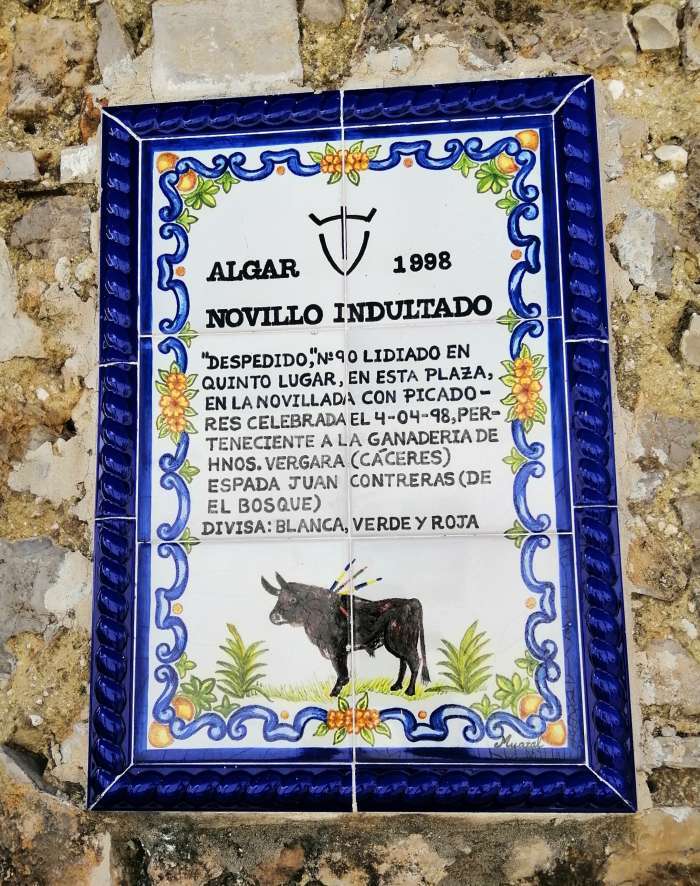 ALGAR 1998
NOVILLO INDULTADO
"DESPEDIDO," Nº 90 LIDIADO EN
QUINTO LUGAR, EN ESTA PLAZA,
EN LA NOVILLADA CON PICADO-
RES CELEBRADA EL 4-04-98, PER-
TENECIENTE A LA GANADERIA DE
HNOS. VERGARA (CÁCERES)
ESPADA JUAN CONTRERAS (DE
EL BOSQUE)
DIVISA: BLANCA, VERDE Y ROJA